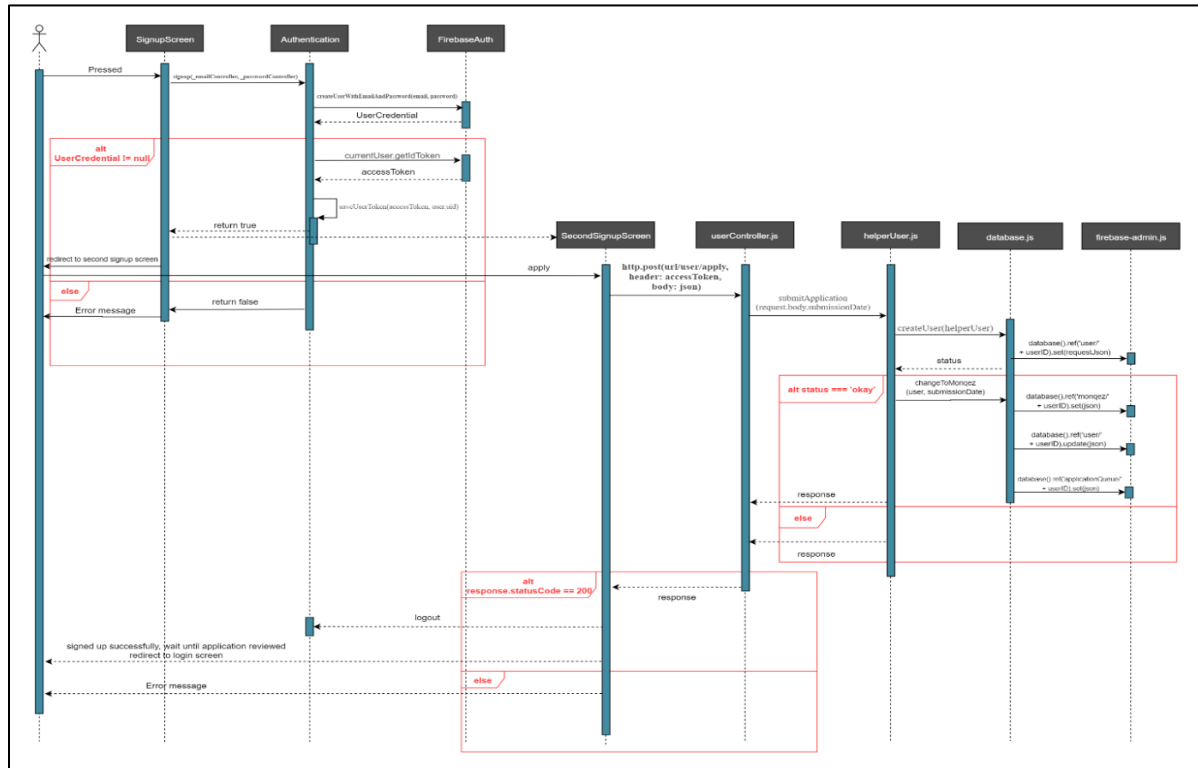 SignupScreen
Authentication
FirebaseAuth
Pressed
signup(_emailController, _passwordController)
createUserWithEmailAndPassword(email, password)
UserCredential
alt
UserCredential != null
currentUser.getIdToken
accessToken
saveUserToken(accessToken, user.uid)
return true
SecondSignupScreen
userController.js
helperUser.js
database.js
firebase-admin.js
redirect to second signup screen
apply
http.post(url/user/apply,
header: accessToken,
body: json)
else
return false
Error message
submitApplication
(request.body.submissionDate)
createUser(helperUser)
database().ref('user/'
+ userID).set(requestJson)
status
alt status === 'okay'
changeToMonqez
(user, submissionDate)
database().ref('monqez/'
+ userID).set(json)
database().ref('user/'
+ userID).update(json)
database().ref('applicationQueue/'
+ userID).set(json)
response
else
response
alt
response.statusCode == 200
response
logout
signed up successfully, wait until application reviewed
redirect to login screen
else
Error message